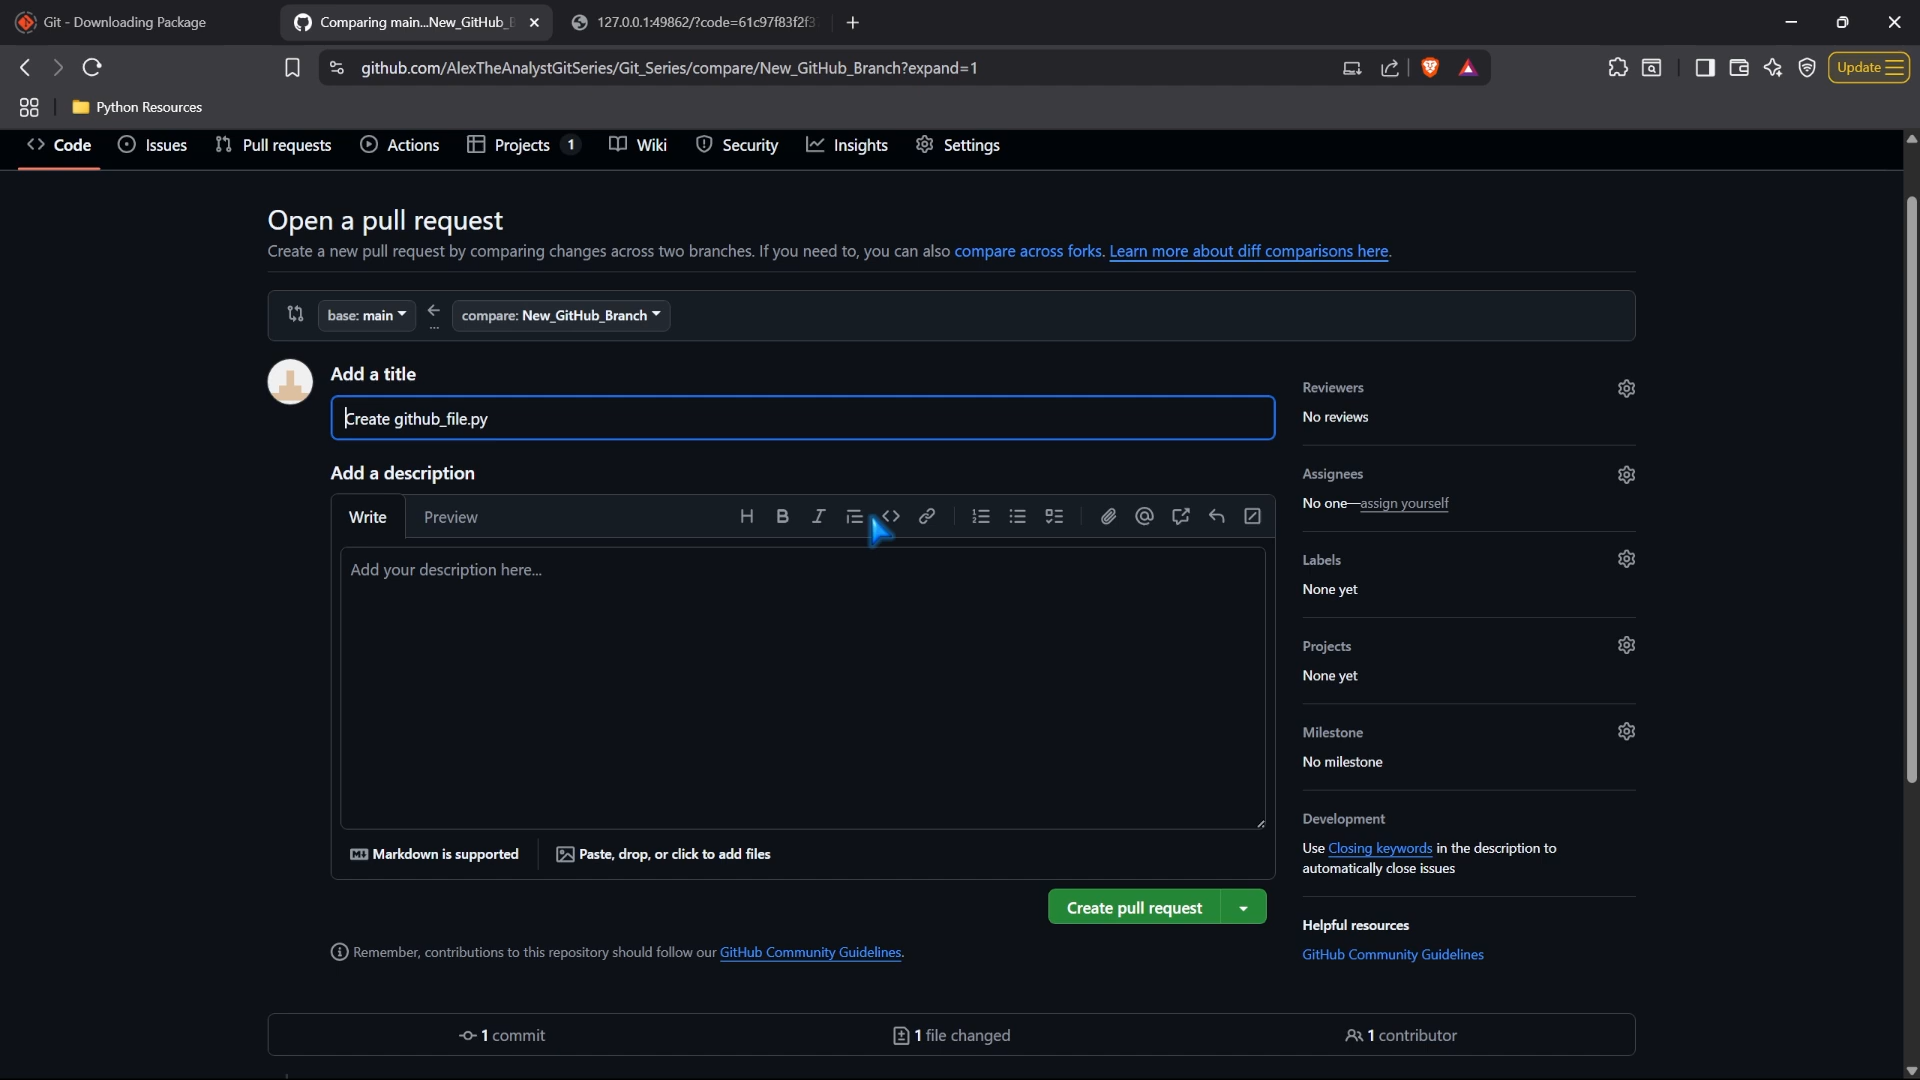 Git - Downloading Package
Comparing main...New_GitHub_B
127.0.0.1:49862/?code=61c97f83f2f3
github.com/AlexTheAnalystGitSeries/Git_Series/compare/New_GitHub_Branch?expand=1
Update
Python Resources
Code
Issues
Pull requests
Actions
Projects 1
Wiki
Security
Insights
Settings
Open a pull request
Create a new pull request by comparing changes across two branches. If you need to, you can also compare across forks. Learn more about diff comparisons here.
base: main
compare: New_GitHub_Branch
Add a title
Create github_file.py
Add a description
Write
Preview
H B I
Add your description here...
Markdown is supported
Paste, drop, or click to add files
Create pull request
Remember, contributions to this repository should follow our GitHub Community Guidelines.
Reviewers
No reviews
Assignees
No one—assign yourself
Labels
None yet
Projects
None yet
Milestone
No milestone
Development
Use Closing keywords in the description to
automatically close issues
Helpful resources
GitHub Community Guidelines
1 commit
1 file changed
1 contributor